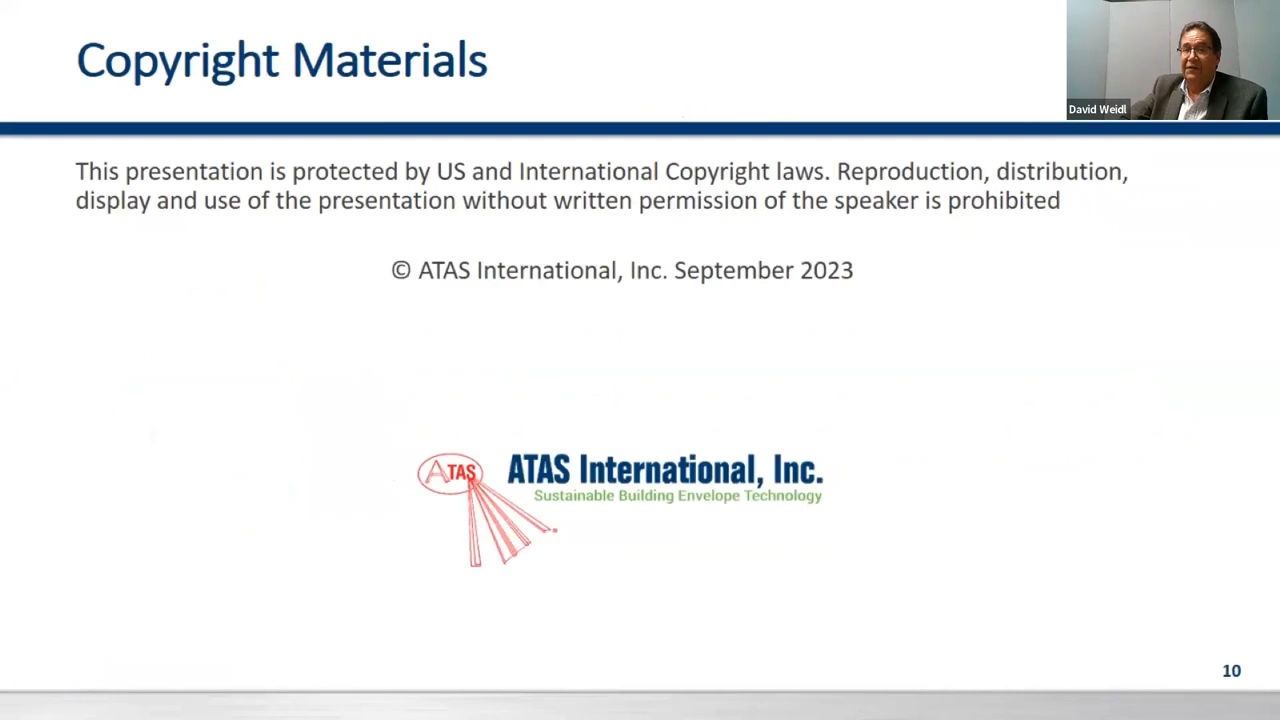 Copyright Materials
David Weidl
This presentation is protected by US and International Copyright laws. Reproduction, distribution,
display and use of the presentation without written permission of the speaker is prohibited
© ATAS International, Inc. September 2023
ATAS
ATAS International, Inc.
Sustainable Building Envelope Technology
10